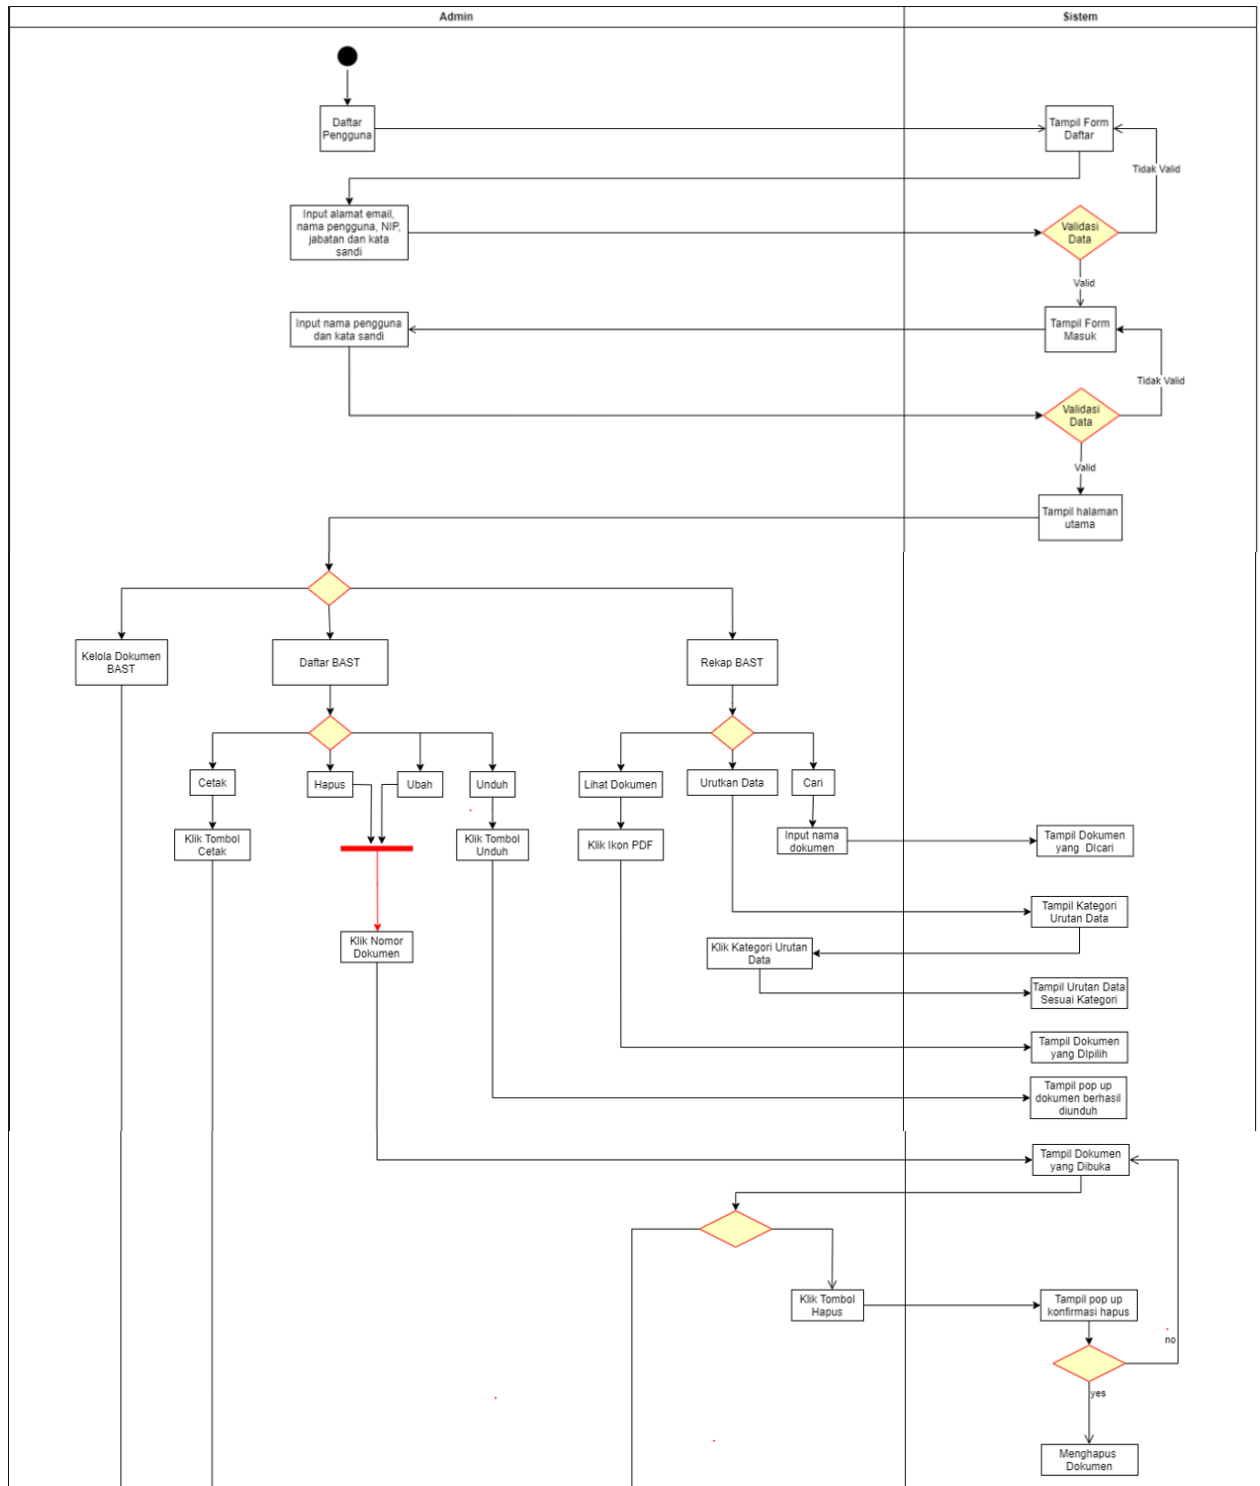 Admin
Sistem
Daftar
Pengguna
Tampil Form
Daftar
Tidak Valid
Input alamat email,
nama pengguna, NIP,
jabatan dan kata
sandi
Validasi
Data
Valid
Input nama pengguna
dan kata sandi
Tampil Form
Masuk
Tidak Valid
Validasi
Data
Valid
Tampil halaman
utama
Kelola Dokumen
BAST
Daftar BAST
Rekap BAST
Cetak
Hapus
Ubah
Unduh
Lihat Dokumen
Urutkan Data
Cari
Klik Tombol
Cetak
Klik Tombol
Unduh
Klik Ikon PDF
Input nama
dokumen
Tampil Dokumen
yang DIcari
Tampil Kategori
Urutan Data
Klik Nomor
Dokumen
Klik Kategori Urutan
Data
Tampil Urutan Data
Sesuai Kategori
Tampil Dokumen
yang DIpilih
Tampil pop up
dokumen berhasil
diunduh
Tampil Dokumen
yang Dibuka
Klik Tombol
Hapus
Tampil pop up
konfirmasi hapus
no
yes
Menghapus
Dokumen